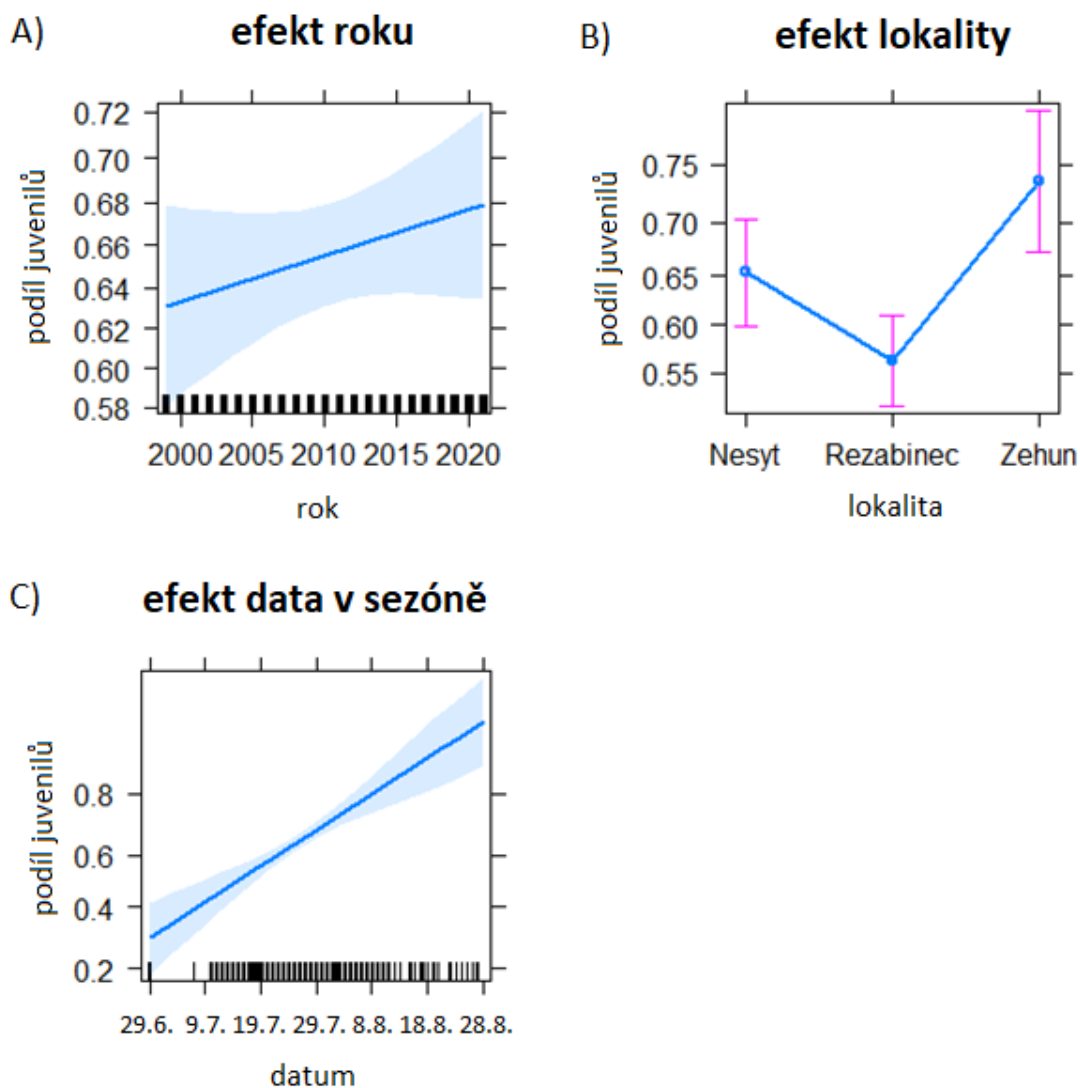 A) efekt roku
podíl juvenilů
0.72
0.70
0.68
0.66
0.64
0.62
0.60
0.58
2000 2005 2010 2015 2020
rok
B) efekt lokality
podíl juvenilů
0.75
0.70
0.65
0.60
0.55
Nesyt Rezabinec Zehun
lokalita
C) efekt data v sezóně
podíl juvenilů
0.8
0.6
0.4
0.2
29.6. 9.7. 19.7. 29.7. 8.8. 18.8. 28.8.
datum